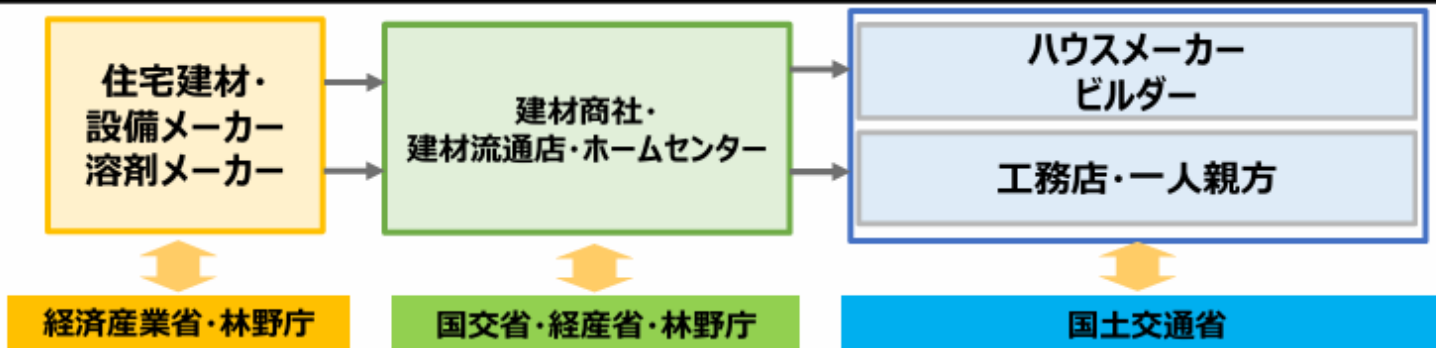 住宅建材・
設備メーカー
溶剤メーカー
建材商社・
建材流通店・ホームセンター
ハウスメーカー
ビルダー
工務店・一人親方
経済産業省・林野庁
国交省・経産省・林野庁
国土交通省